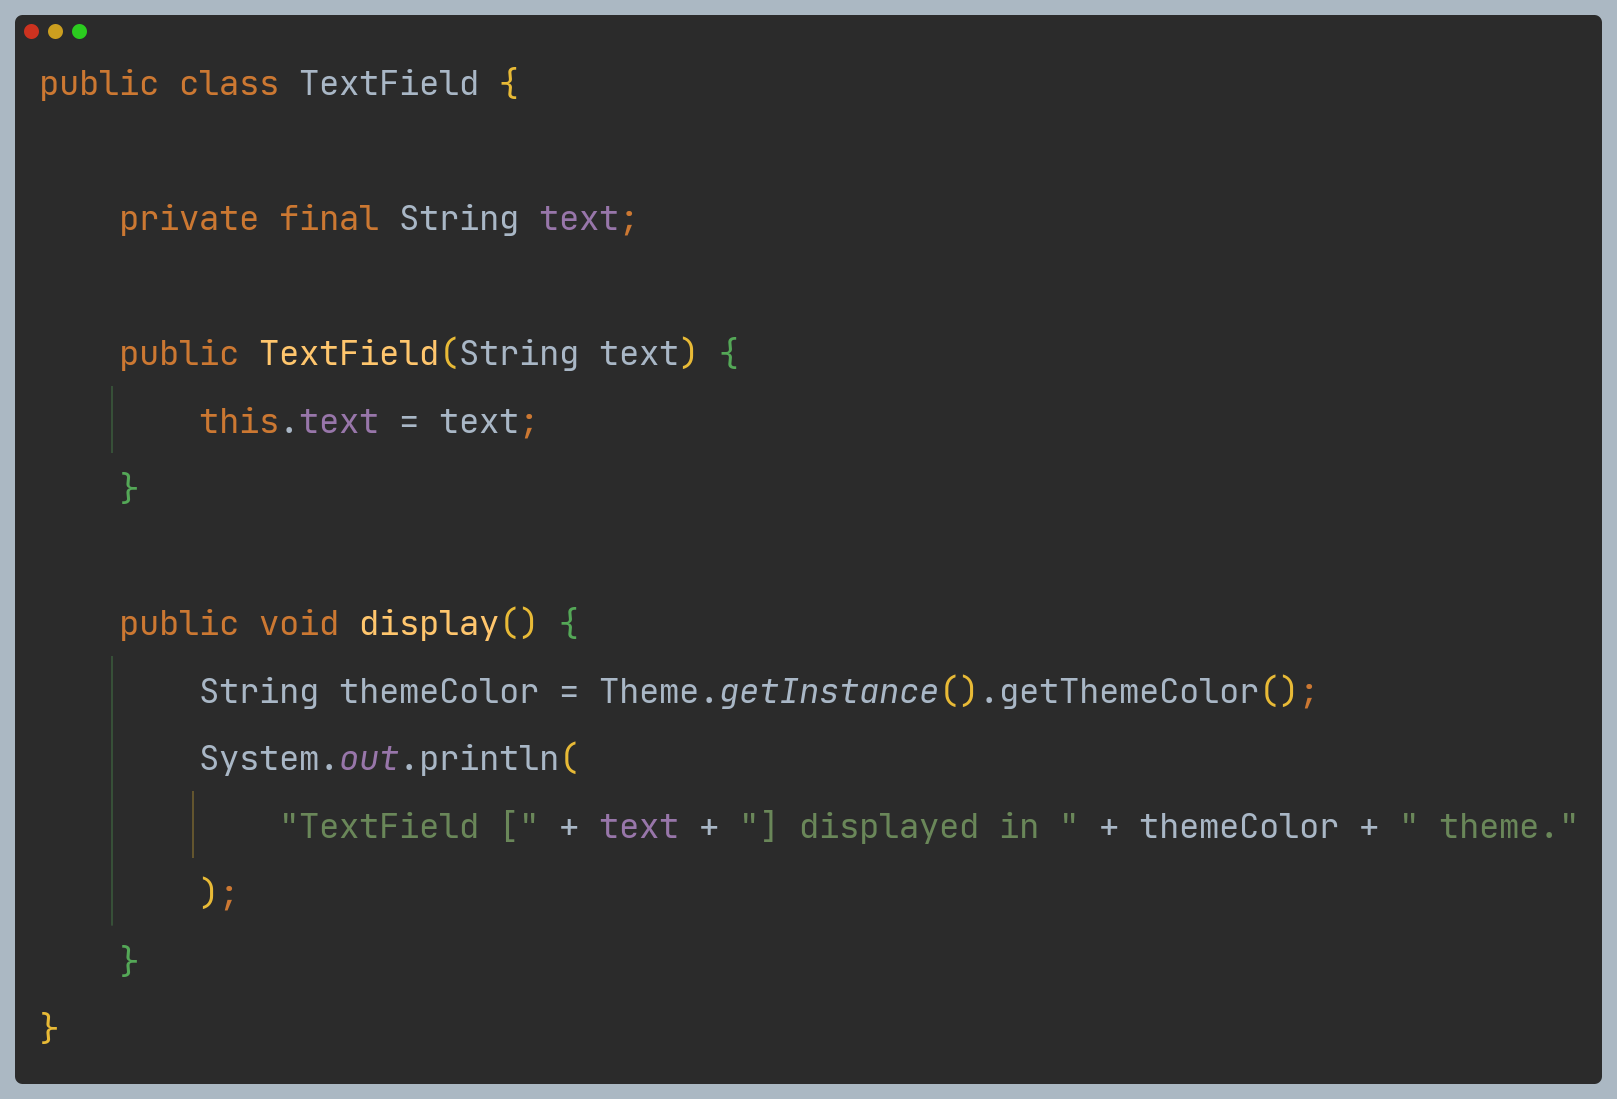 public class TextField {
    private final String text;
    public TextField(String text) {
        this.text = text;
    }
    public void display() {
        String themeColor = Theme.getInstance().getThemeColor();
        System.out.println(
            "TextField [" + text + "] displayed in " + themeColor + " theme."
        );
    }
}